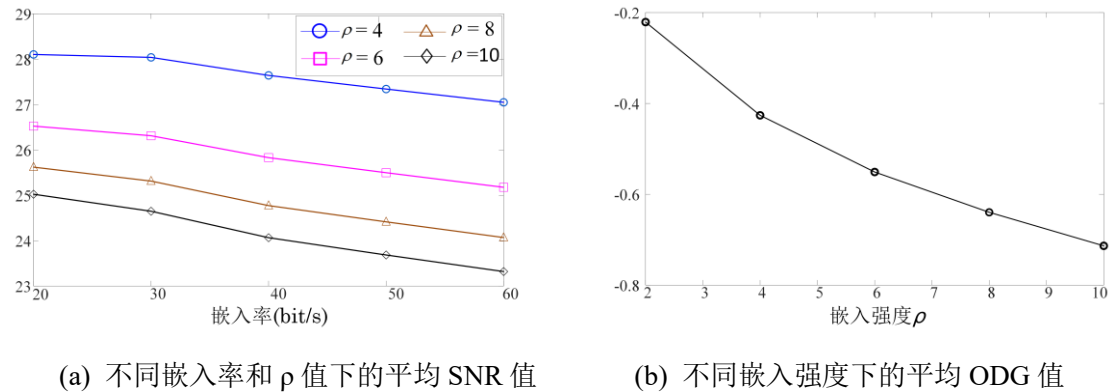 29
28
27
26
25
24
23
20 30 40 50 60
嵌入率(bit/s)
ρ = 4 ρ = 8
ρ = 6 ρ =10
-0.2
-0.4
-0.6
-0.8
2 3 4 5 6 7 8 9 10
嵌入强度ρ
(a) 不同嵌入率和 ρ 值下的平均 SNR 值
(b) 不同嵌入强度下的平均 ODG 值